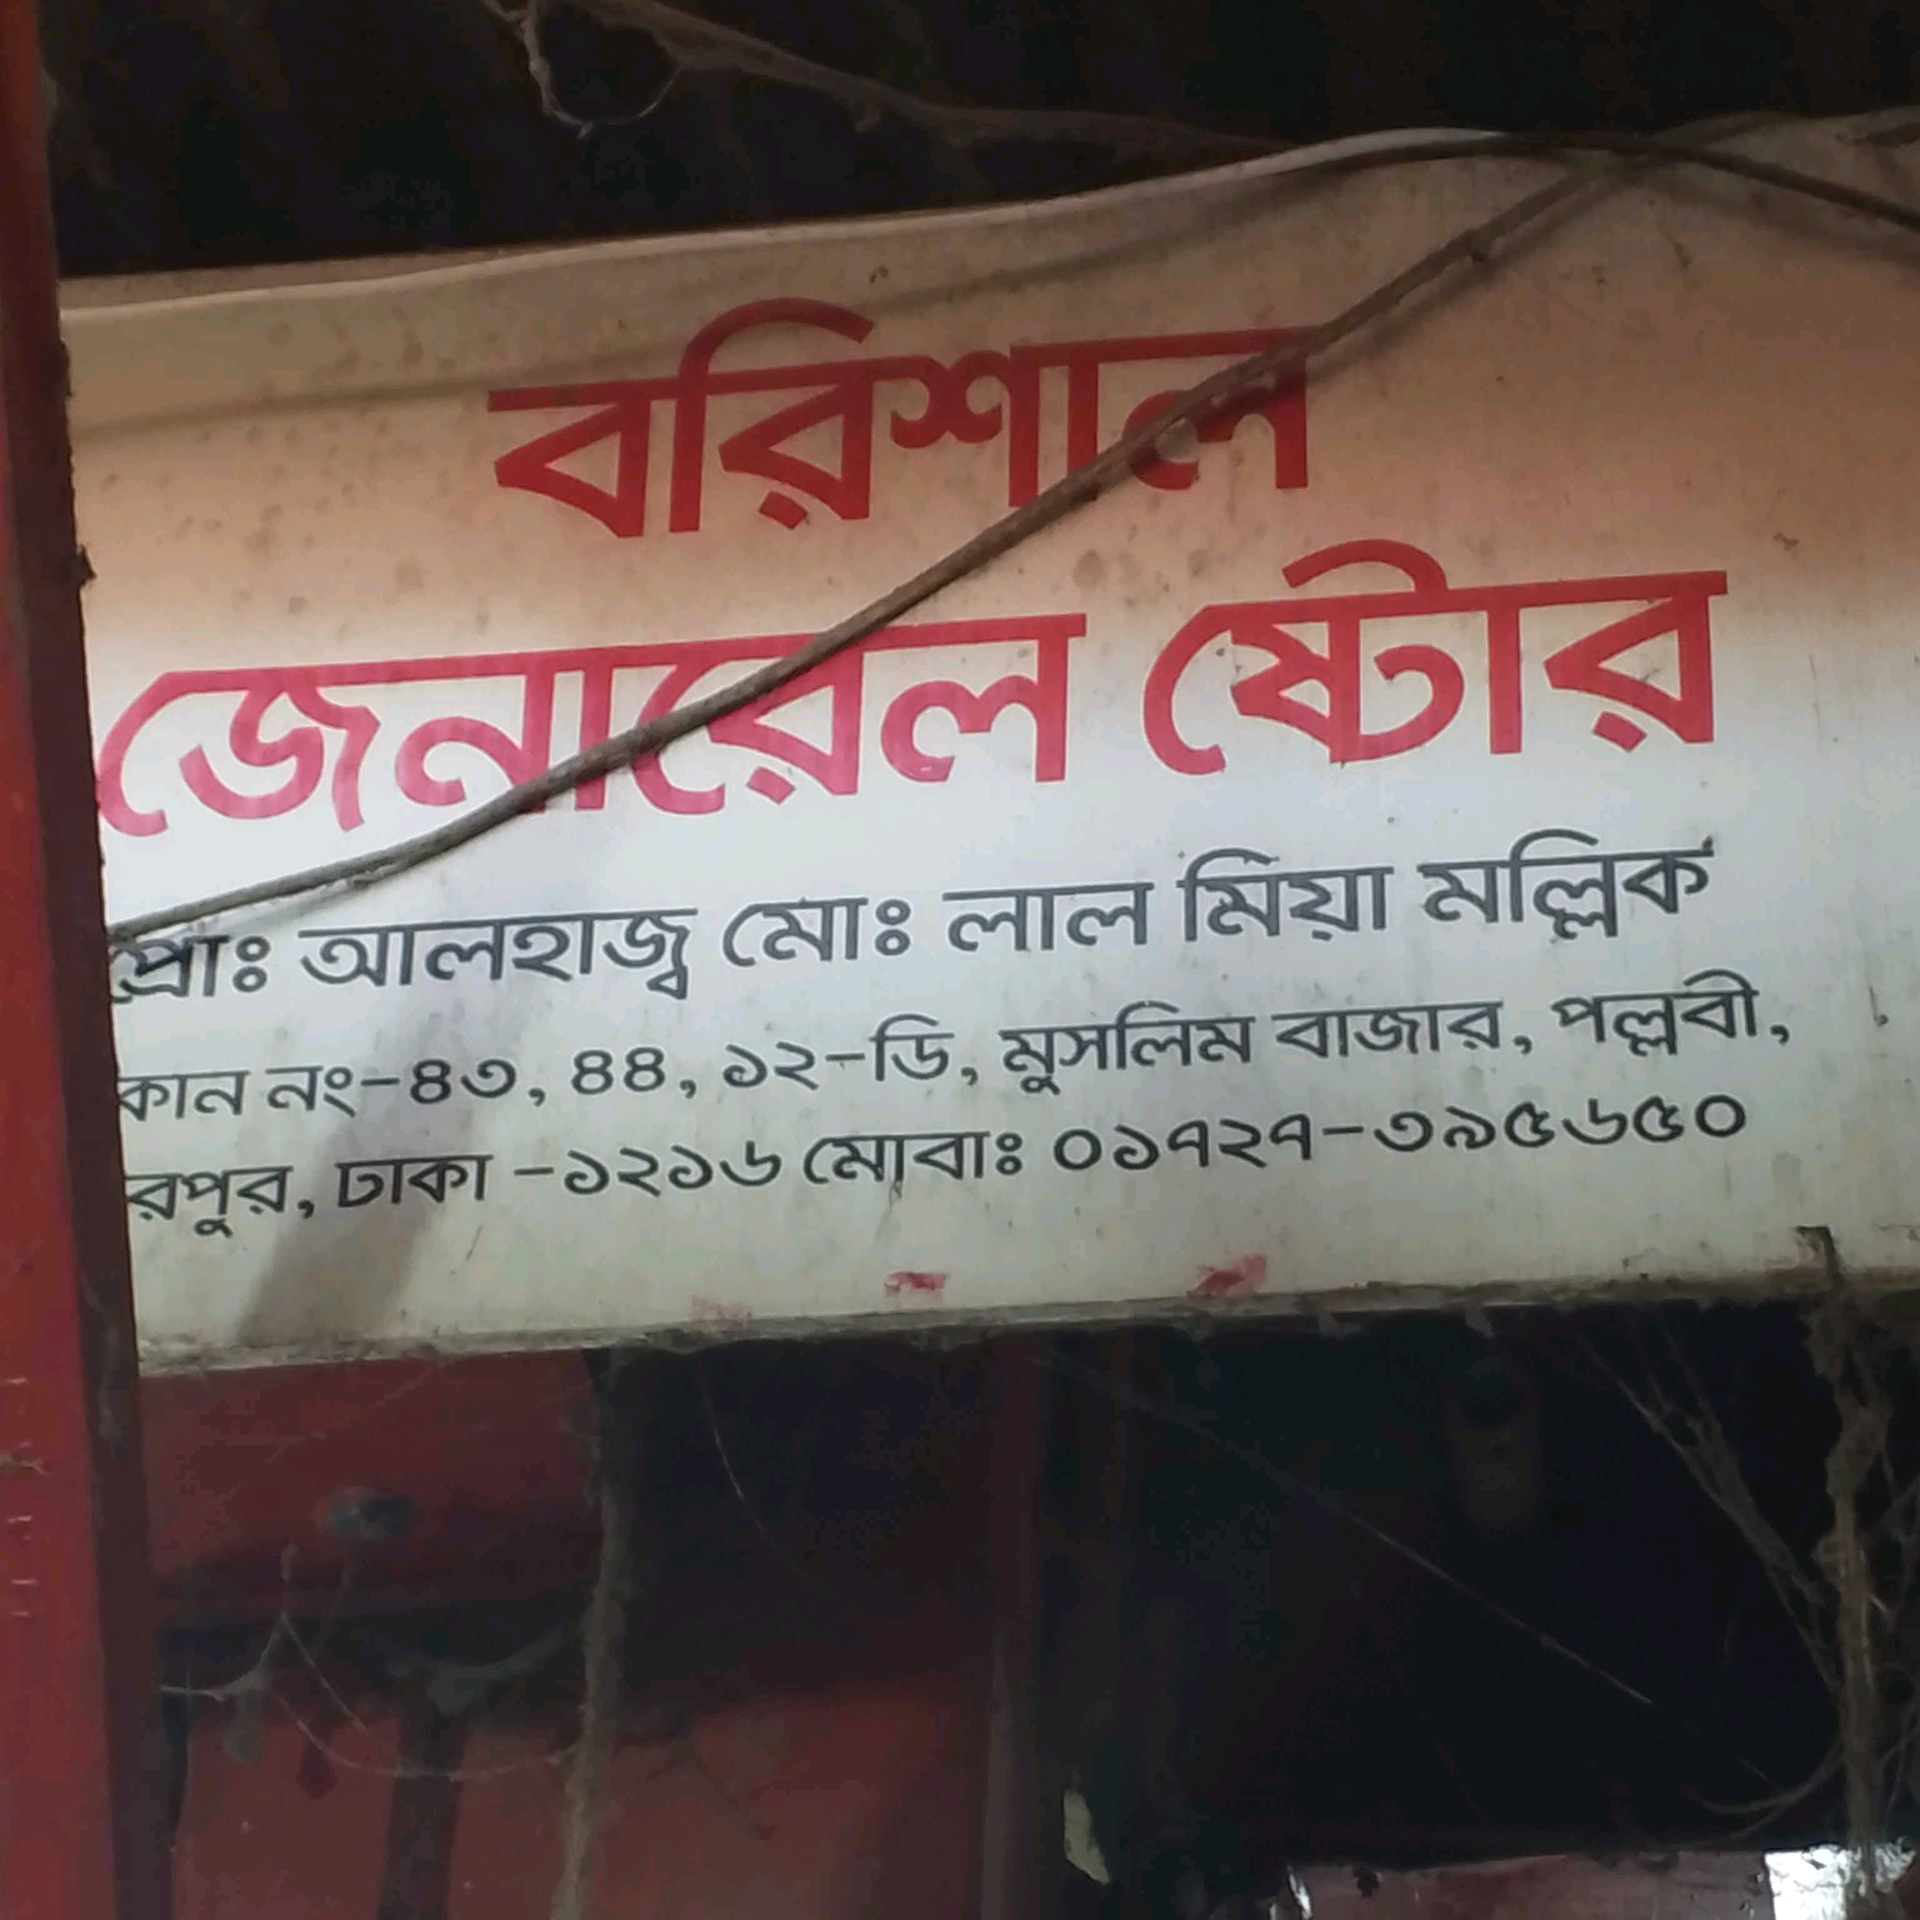 বরিশাল
জেনারেল ষ্টোর
প্রাঃ আলহাজ্ব মোঃ লাল মিয়া মল্লিক
কান নং-৪৩, ৪৪, ১২-ডি, মুসলিম বাজার, পল্লবী,
রপুর, ঢাকা -১২১৬ মোবাঃ ০১৭২৭-৩৯৫৬৫০